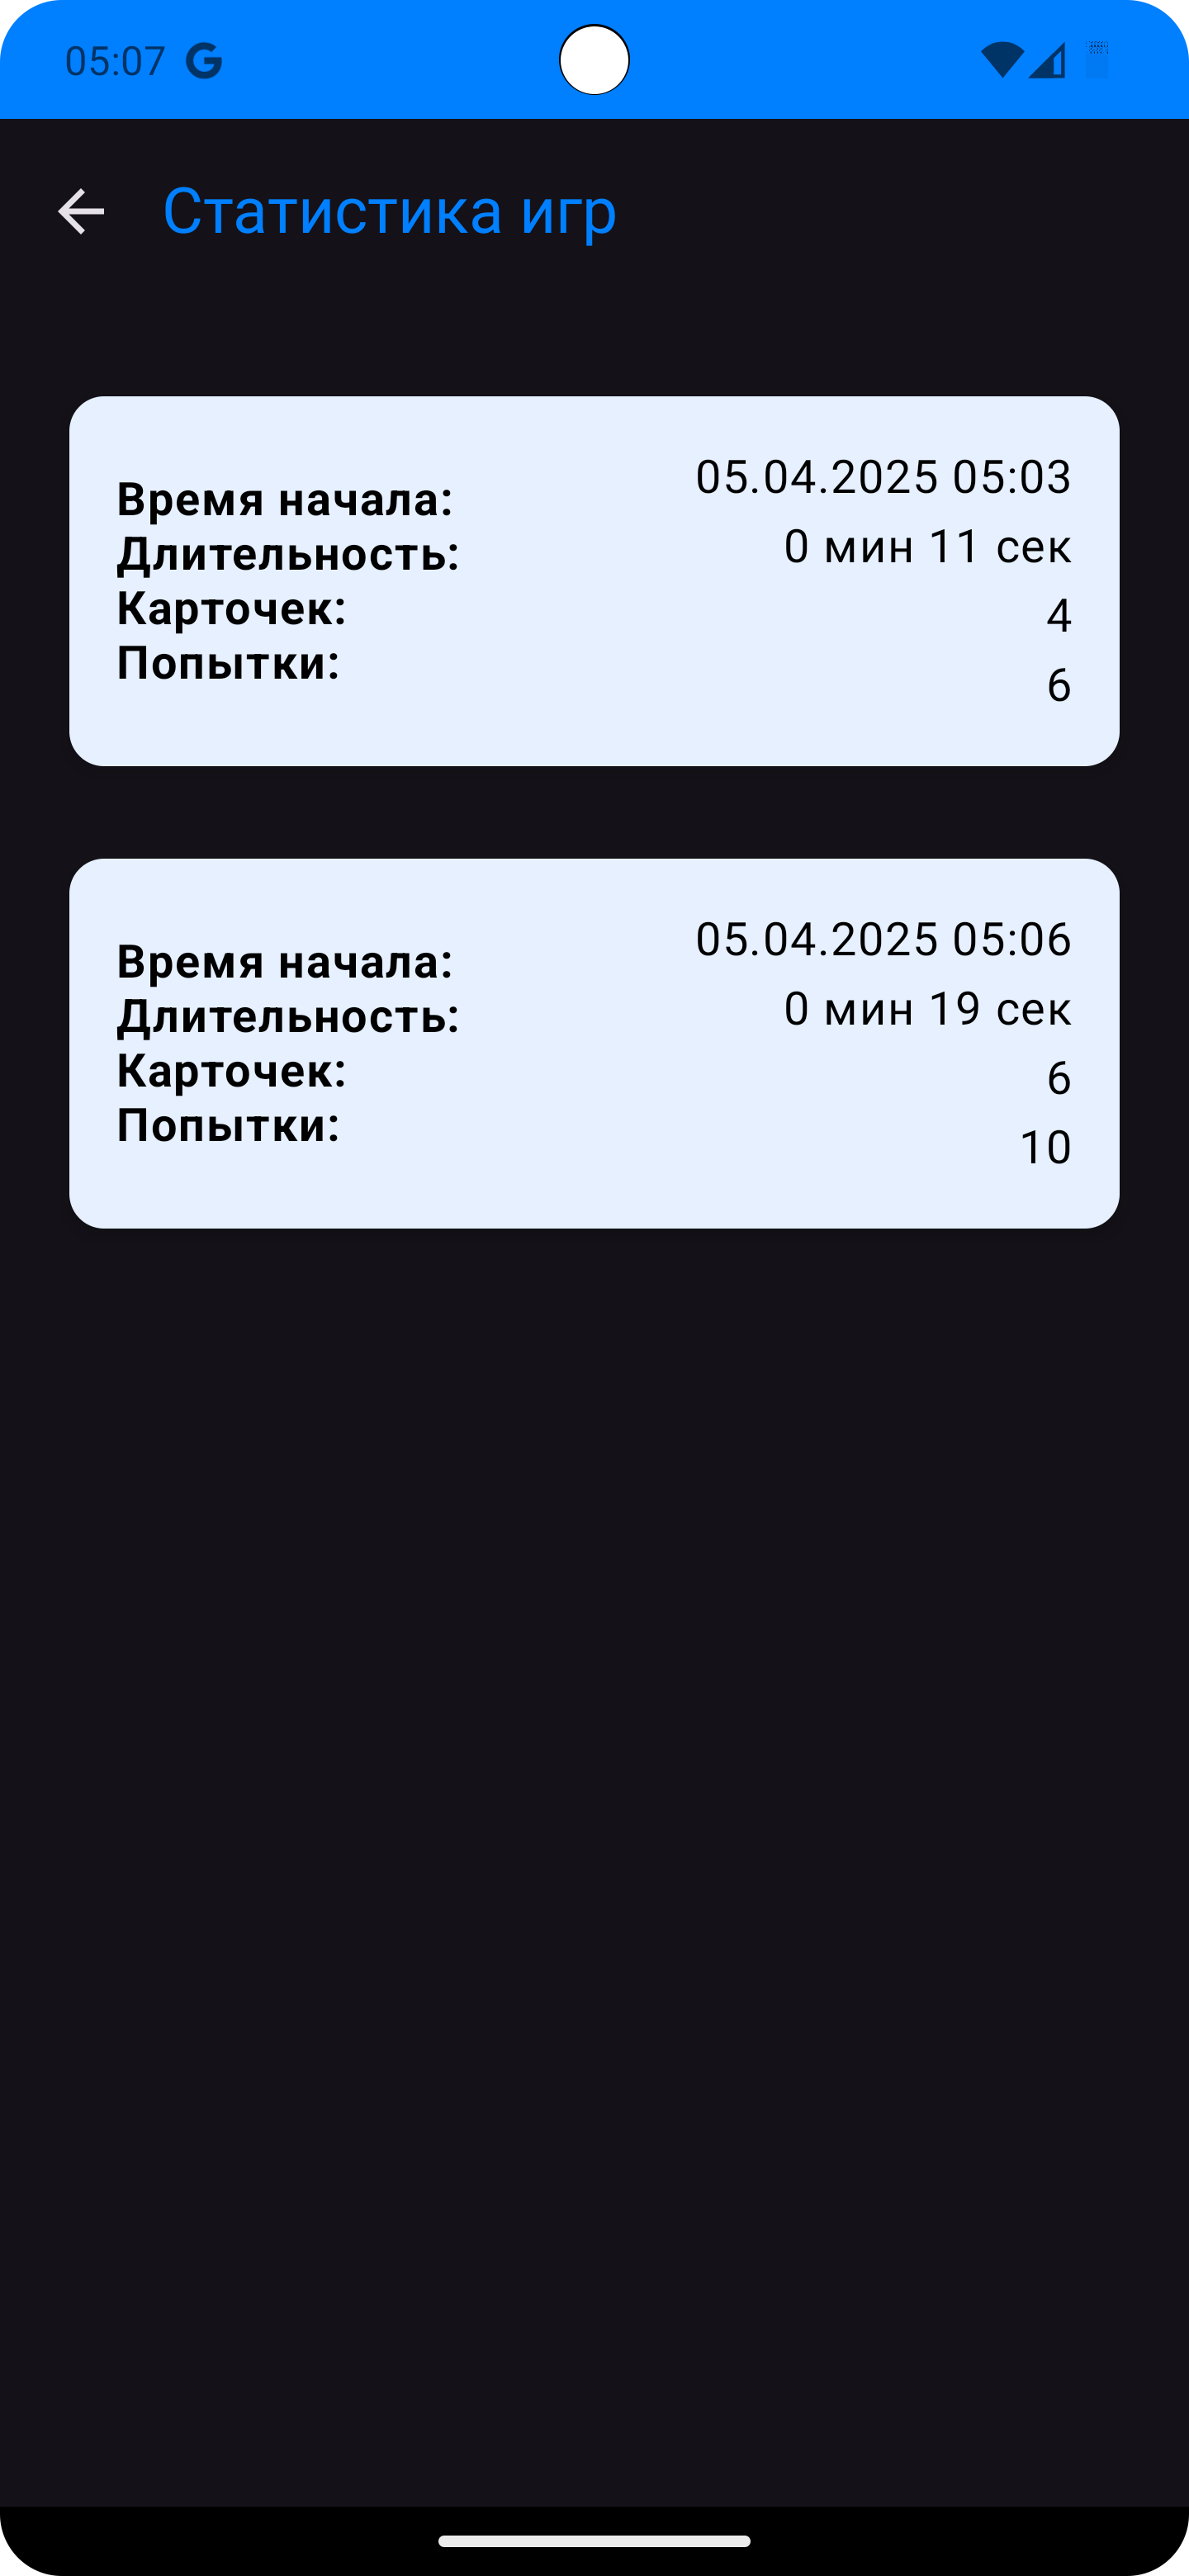 05:07
Статистика игр
Время начала: 05.04.2025 05:03
Длительность: 0 мин 11 сек
Карточек: 4
Попытки: 6
Время начала: 05.04.2025 05:06
Длительность: 0 мин 19 сек
Карточек: 6
Попытки: 10